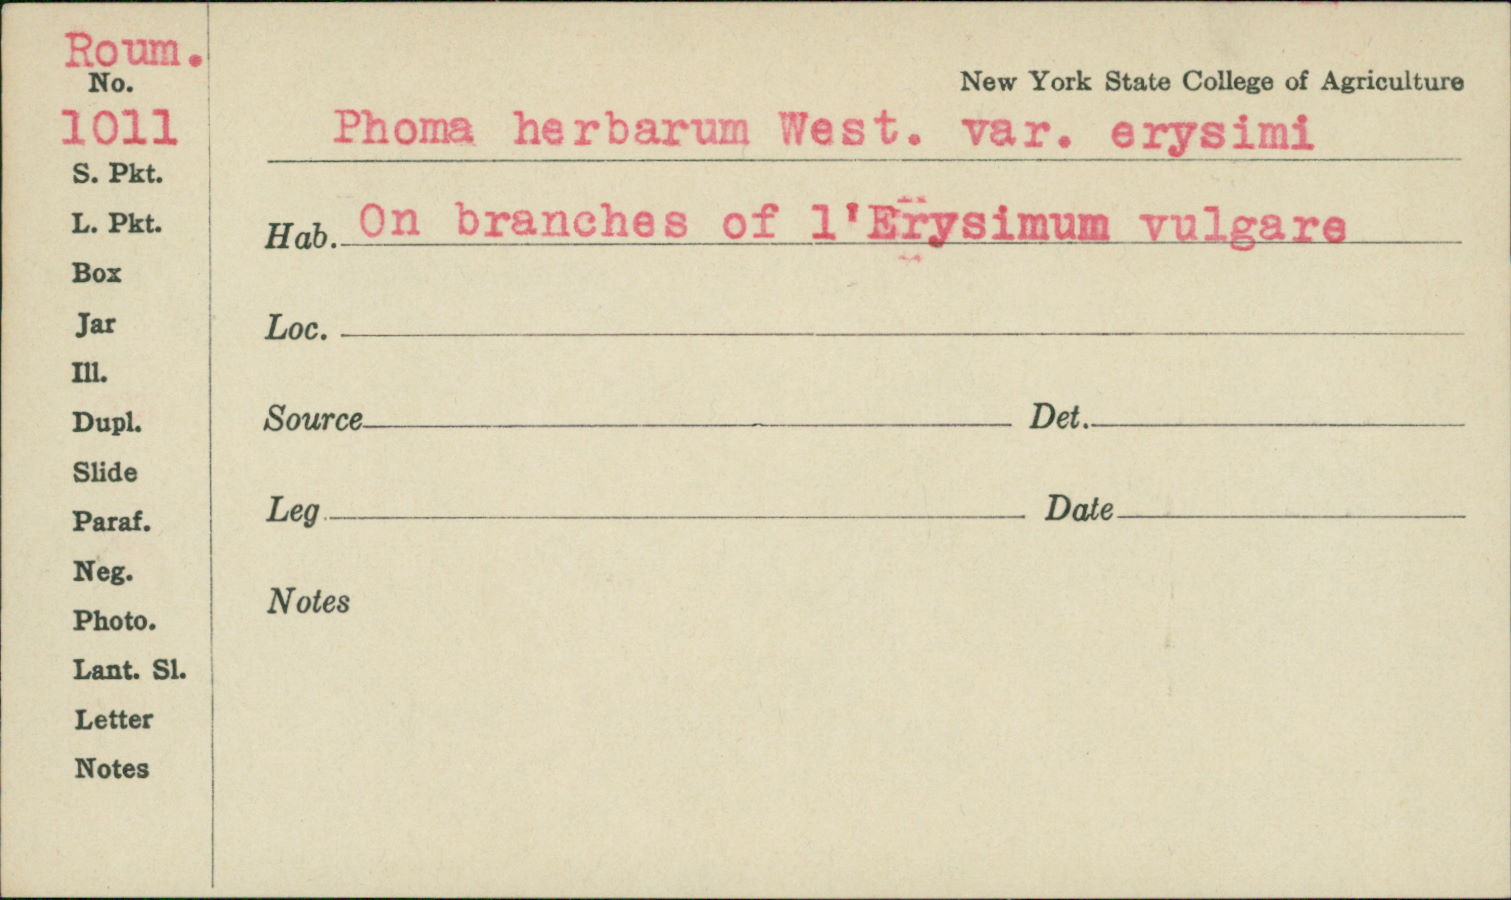 Roum.
No.
1011
S. Pkt.
L. Pkt.
Box
Jar
Ill.
Dupl.
Slide
Paraf.
Neg.
Photo.
Lant. Sl.
Letter
Notes
New York State College of Agriculture
Phoma herbarum West. var. erysimi
Hab. On branches of l'Erysimum vulgare
Loc.
Source Det.
Leg Date
Notes